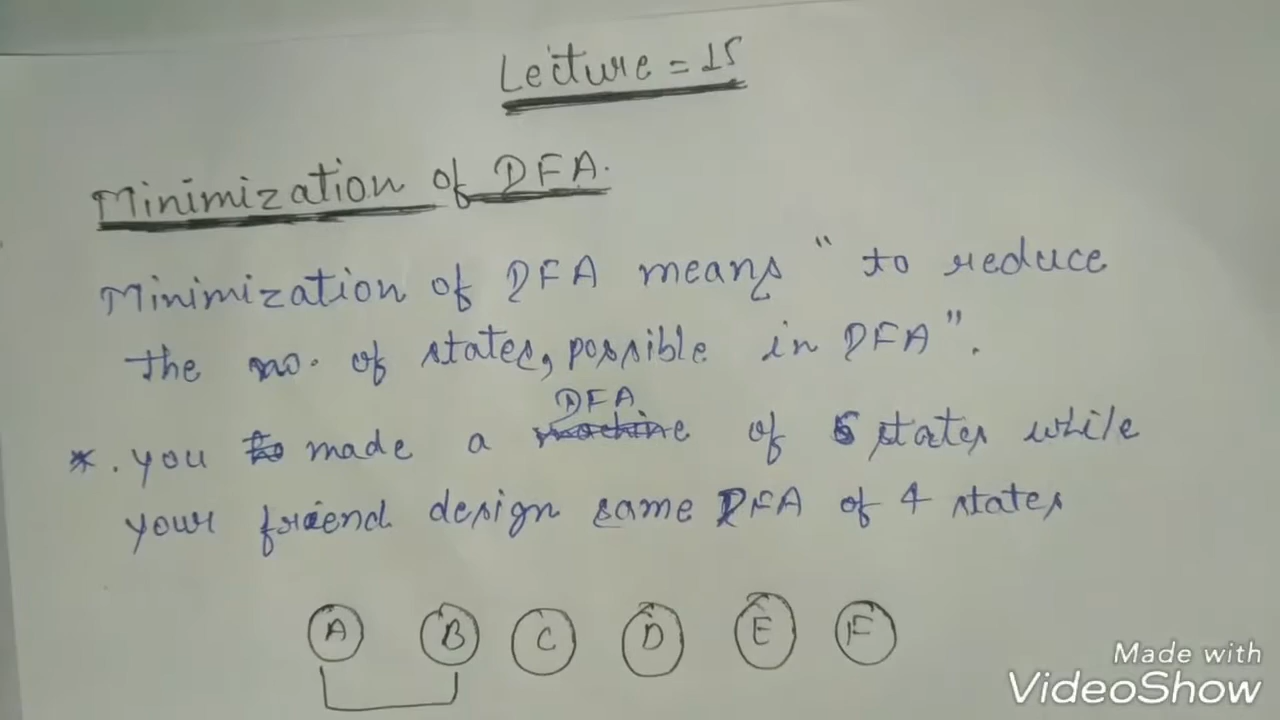 Lecture = 15
Minimization of DFA.
Minimization of DFA means "to reduce
the no. of states, possible in DFA".
DFA
*. you made a of 5 states while
your friend design same DFA of 4 states
A B C D E F
Made with
VideoShow